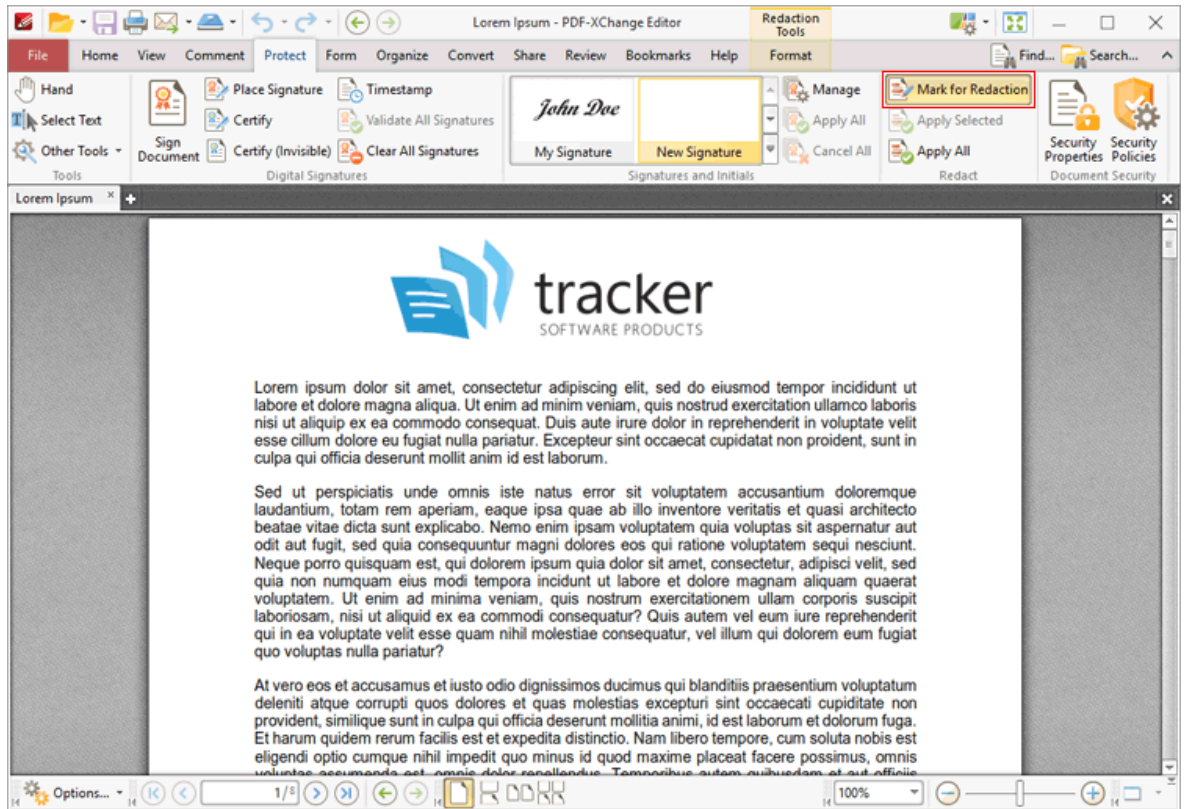 Lorem Ipsum - PDF-XChange Editor
Redaction Tools
File Home View Comment Protect Form Organize Convert Share Review Bookmarks Help Format Find... Search...
Hand
Select Text
Other Tools
Tools
Sign Document
Place Signature
Certify
Certify (Invisible)
Timestamp
Validate All Signatures
Clear All Signatures
Digital Signatures
John Doe
My Signature
New Signature
Manage
Apply All
Cancel All
Signatures and Initials
Mark for Redaction
Apply Selected
Apply All
Redact
Security Properties
Security Policies
Document Security
Lorem Ipsum
tracker
SOFTWARE PRODUCTS
Lorem ipsum dolor sit amet, consectetur adipiscing elit, sed do eiusmod tempor incididunt ut
labore et dolore magna aliqua. Ut enim ad minim veniam, quis nostrud exercitation ullamco laboris
nisi ut aliquip ex ea commodo consequat. Duis aute irure dolor in reprehenderit in voluptate velit
esse cillum dolore eu fugiat nulla pariatur. Excepteur sint occaecat cupidatat non proident, sunt in
culpa qui officia deserunt mollit anim id est laborum.
Sed ut perspiciatis unde omnis iste natus error sit voluptatem accusantium doloremque
laudantium, totam rem aperiam, eaque ipsa quae ab illo inventore veritatis et quasi architecto
beatae vitae dicta sunt explicabo. Nemo enim ipsam voluptatem quia voluptas sit aspernatur aut
odit aut fugit, sed quia consequuntur magni dolores eos qui ratione voluptatem sequi nesciunt.
Neque porro quisquam est, qui dolorem ipsum quia dolor sit amet, consectetur, adipisci velit, sed
quia non numquam eius modi tempora incidunt ut labore et dolore magnam aliquam quaerat
voluptatem. Ut enim ad minima veniam, quis nostrum exercitationem ullam corporis suscipit
laboriosam, nisi ut aliquid ex ea commodi consequatur? Quis autem vel eum iure reprehenderit
qui in ea voluptate velit esse quam nihil molestiae consequatur, vel illum qui dolorem eum fugiat
quo voluptas nulla pariatur?
At vero eos et accusamus et iusto odio dignissimos ducimus qui blanditiis praesentium voluptatum
deleniti atque corrupti quos dolores et quas molestias excepturi sint occaecati cupiditate non
provident, similique sunt in culpa qui officia deserunt mollitia animi, id est laborum et dolorum fuga.
Et harum quidem rerum facilis est et expedita distinctio. Nam libero tempore, cum soluta nobis est
eligendi optio cumque nihil impedit quo minus id quod maxime placeat facere possimus, omnis
voluptas assumenda est, omnis dolor repellendus. Temporibus autem quibusdam et aut officiis
Options... 1/5 100%